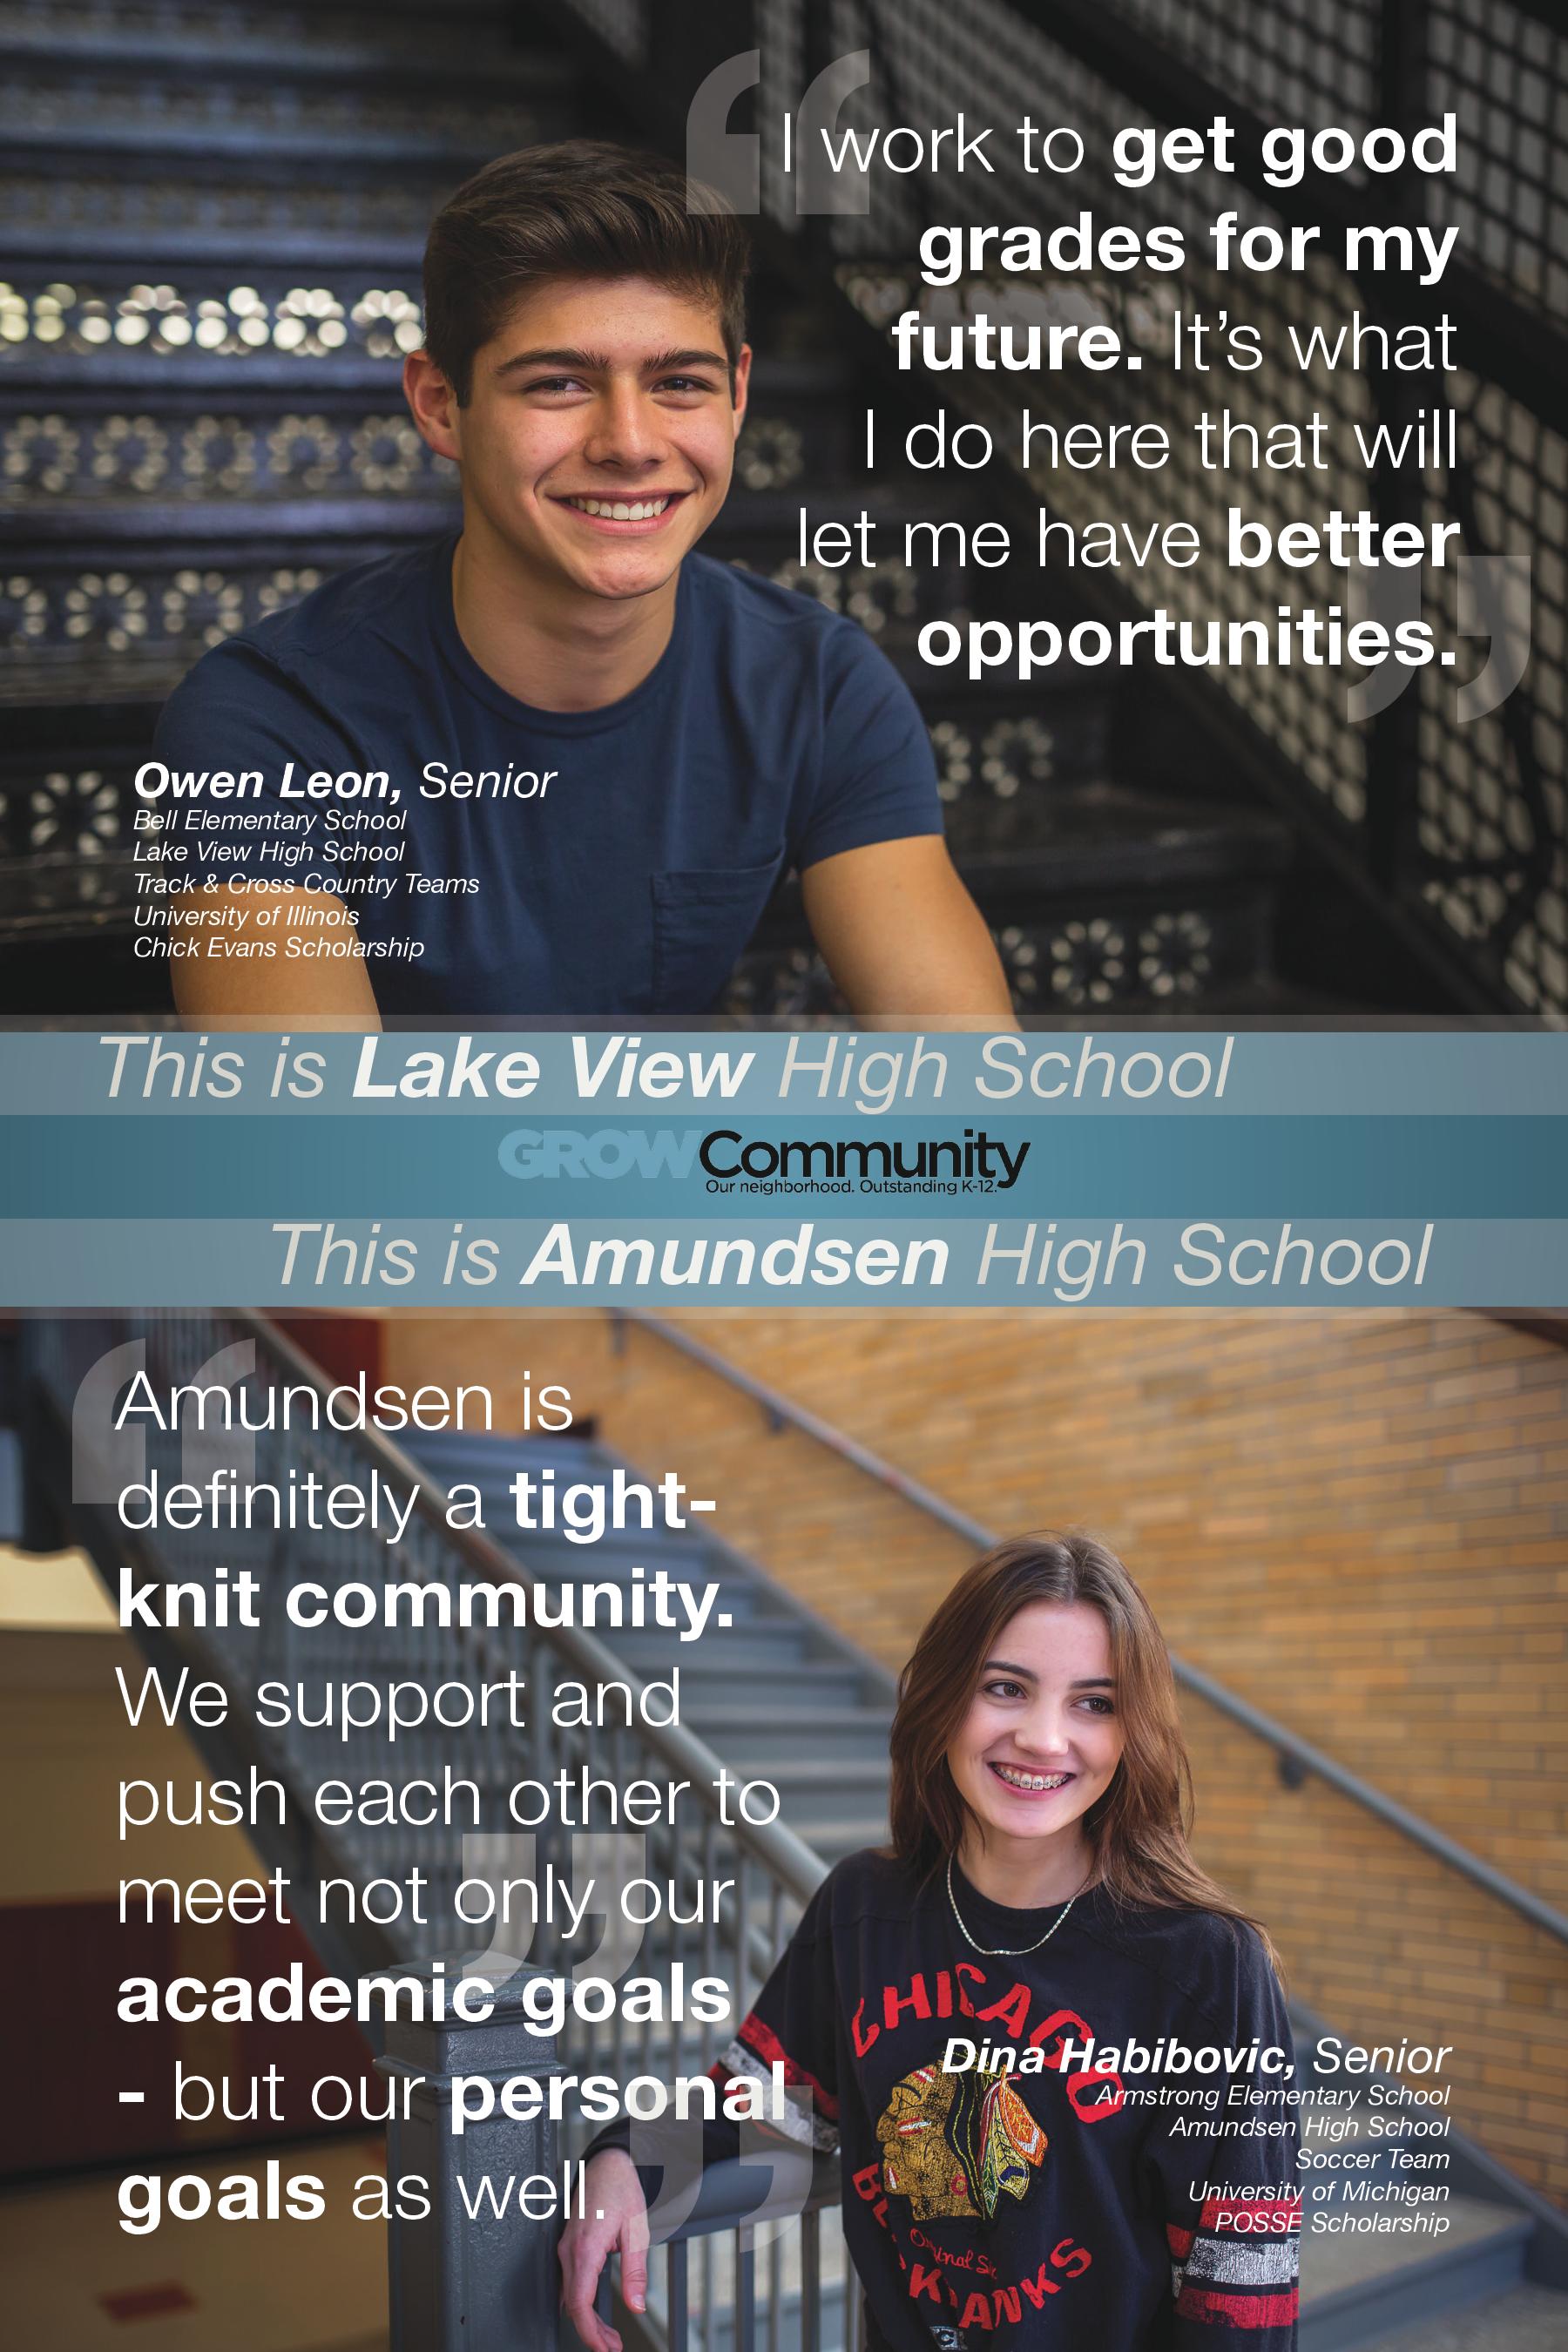 “I work to get good
grades for my
future. It’s what
I do here that will
let me have better
opportunities.”
Owen Leon, Senior
Bell Elementary School
Lake View High School
Track & Cross Country Teams
University of Illinois
Chick Evans Scholarship
This is Lake View High School
GROWCommunity
Our neighborhood. Outstanding K-12.
This is Amundsen High School
“Amundsen is
definitely a tight-
knit community.
We support and
push each other to
meet not only our
academic goals
- but our personal
goals as well.”
CHICAGO
Dina Habibovic, Senior
Armstrong Elementary School
Amundsen High School
Soccer Team
University of Michigan
POSSE Scholarship